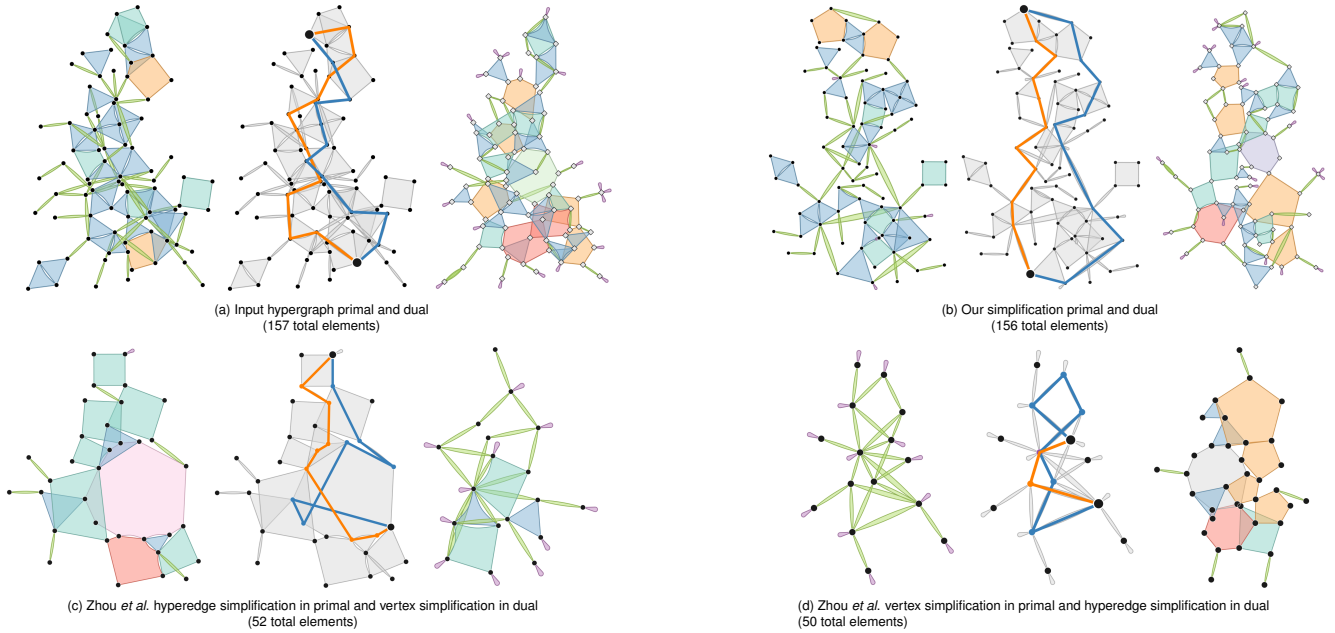 (a) Input hypergraph primal and dual
(157 total elements)
(b) Our simplification primal and dual
(156 total elements)
(c) Zhou et al. hyperedge simplification in primal and vertex simplification in dual
(52 total elements)
(d) Zhou et al. vertex simplification in primal and hyperedge simplification in dual
(50 total elements)